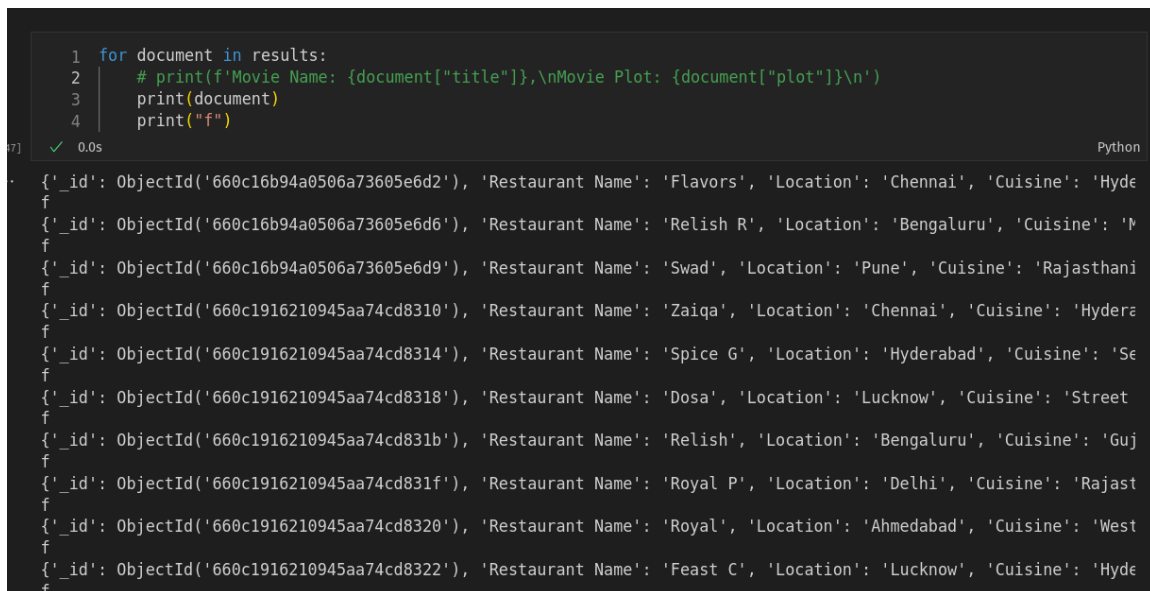 1 for document in results:
2 # print(f'Movie Name: {document["title"]},\nMovie Plot: {document["plot"]}\n')
3 print(document)
4 print("f")
47] ✓ 0.0s Python
{'_id': ObjectId('660c16b94a0506a73605e6d2'), 'Restaurant Name': 'Flavors', 'Location': 'Chennai', 'Cuisine': 'Hyde
f
{'_id': ObjectId('660c16b94a0506a73605e6d6'), 'Restaurant Name': 'Relish R', 'Location': 'Bengaluru', 'Cuisine': 'M
f
{'_id': ObjectId('660c16b94a0506a73605e6d9'), 'Restaurant Name': 'Swad', 'Location': 'Pune', 'Cuisine': 'Rajasthani
f
{'_id': ObjectId('660c1916210945aa74cd8310'), 'Restaurant Name': 'Zaiqa', 'Location': 'Chennai', 'Cuisine': 'Hydera
f
{'_id': ObjectId('660c1916210945aa74cd8314'), 'Restaurant Name': 'Spice G', 'Location': 'Hyderabad', 'Cuisine': 'Se
f
{'_id': ObjectId('660c1916210945aa74cd8318'), 'Restaurant Name': 'Dosa', 'Location': 'Lucknow', 'Cuisine': 'Street
f
{'_id': ObjectId('660c1916210945aa74cd831b'), 'Restaurant Name': 'Relish', 'Location': 'Bengaluru', 'Cuisine': 'Guj
f
{'_id': ObjectId('660c1916210945aa74cd831f'), 'Restaurant Name': 'Royal P', 'Location': 'Delhi', 'Cuisine': 'Rajast
f
{'_id': ObjectId('660c1916210945aa74cd8320'), 'Restaurant Name': 'Royal', 'Location': 'Ahmedabad', 'Cuisine': 'West
f
{'_id': ObjectId('660c1916210945aa74cd8322'), 'Restaurant Name': 'Feast C', 'Location': 'Lucknow', 'Cuisine': 'Hyde
f